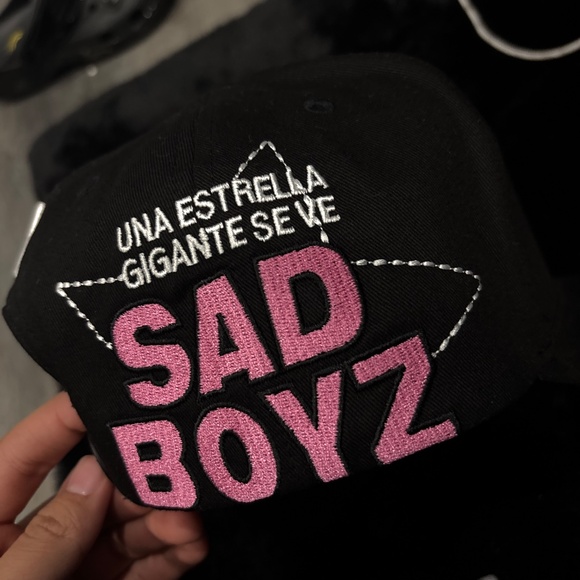 UNA ESTRELLA
GIGANTE SE VE
SAD
BOYZ